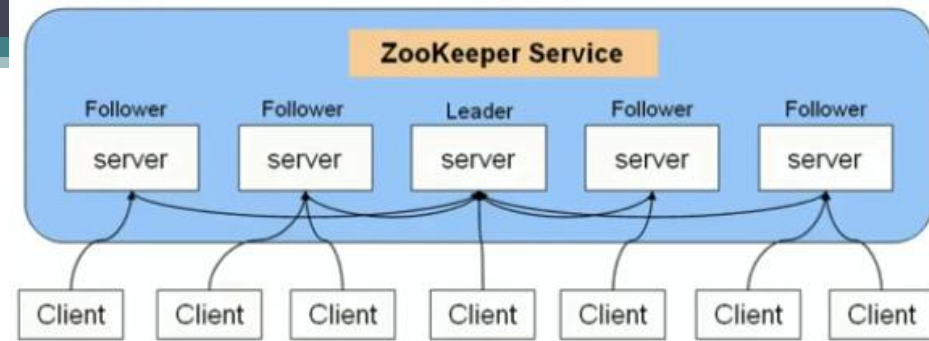 ZooKeeper Service
Follower Follower Leader Follower Follower
server server server server server
Client Client Client Client Client Client Client